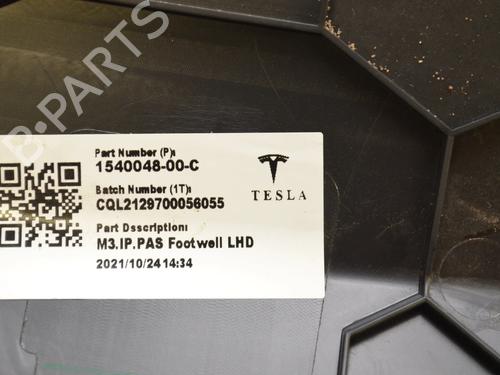 B-PARTS
Part Number (P):
1540048-00-C
Batch Number (1T):
CQL2129700056055
TESLA
Part Dsscription:
M3.IP.PAS Footwell LHD
2021/10/24 14:34